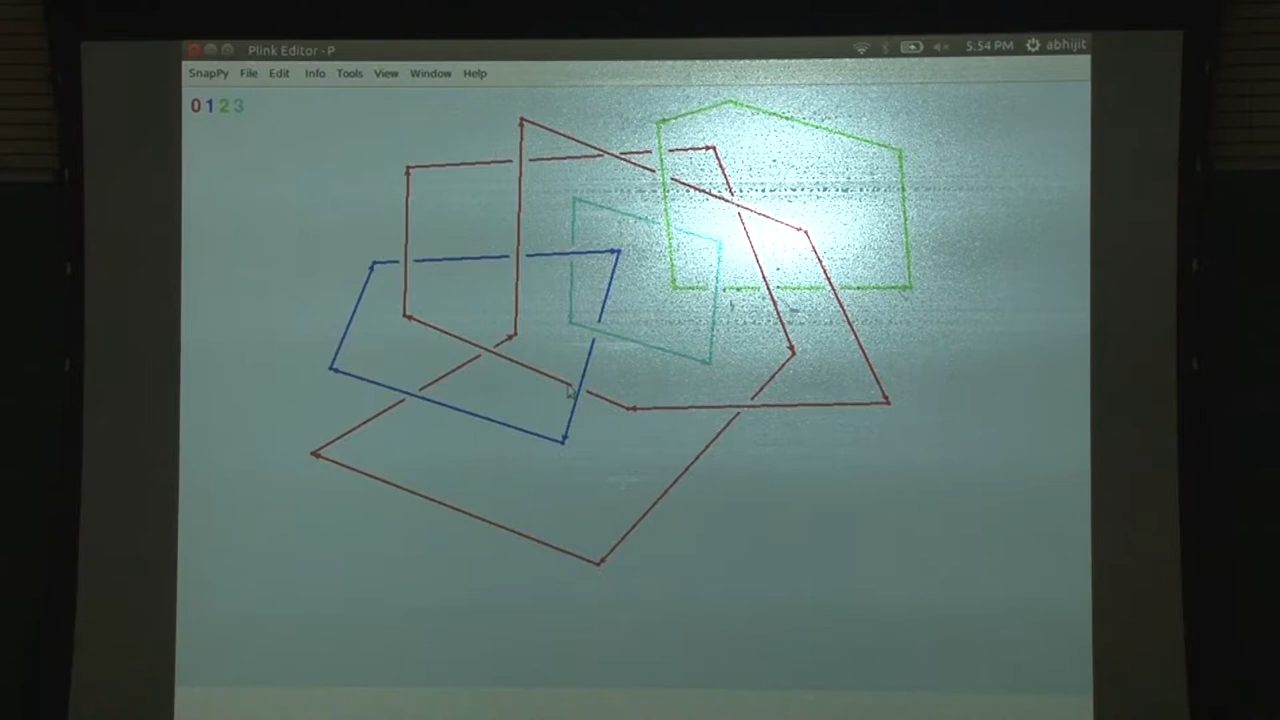 Plink Editor - P 5:54 PM abhijit
SnapPy File Edit Info Tools View Window Help
0 1 2 3